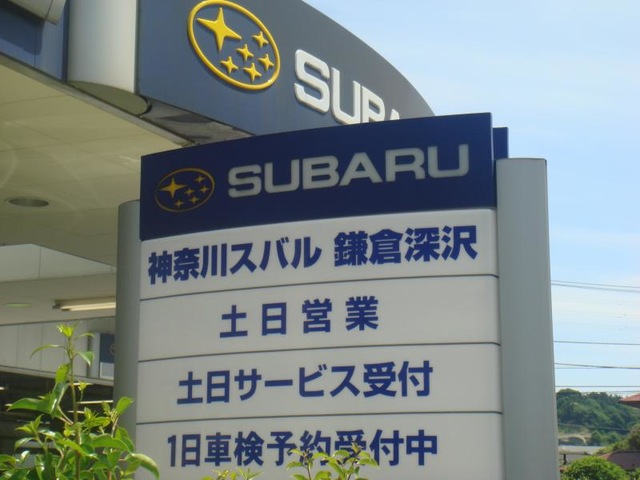 SUBARU
SUBARU
神奈川スバル 鎌倉深沢
土日営業
土日サービス受付
1日車検予約受付中